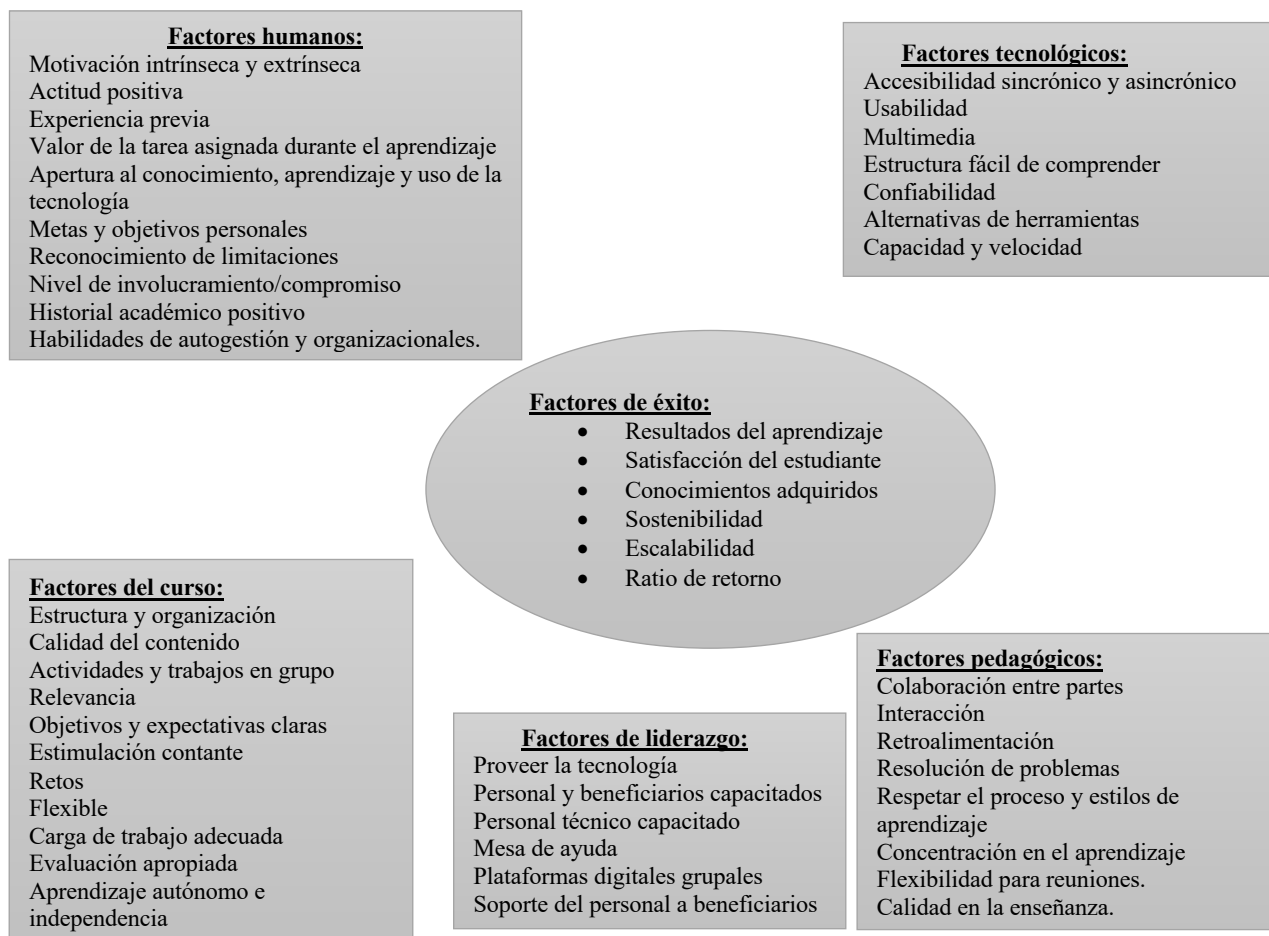 Factores humanos:
Motivación intrínseca y extrínseca
Actitud positiva
Experiencia previa
Valor de la tarea asignada durante el aprendizaje
Apertura al conocimiento, aprendizaje y uso de la
tecnología
Metas y objetivos personales
Reconocimiento de limitaciones
Nivel de involucramiento/compromiso
Historial académico positivo
Habilidades de autogestión y organizacionales.
Factores tecnológicos:
Accesibilidad sincrónico y asincrónico
Usabilidad
Multimedia
Estructura fácil de comprender
Confiabilidad
Alternativas de herramientas
Capacidad y velocidad
Factores de éxito:
• Resultados del aprendizaje
• Satisfacción del estudiante
• Conocimientos adquiridos
• Sostenibilidad
• Escalabilidad
• Ratio de retorno
Factores del curso:
Estructura y organización
Calidad del contenido
Actividades y trabajos en grupo
Relevancia
Objetivos y expectativas claras
Estimulación contante
Retos
Flexible
Carga de trabajo adecuada
Evaluación apropiada
Aprendizaje autónomo e
independencia
Factores de liderazgo:
Proveer la tecnología
Personal y beneficiarios capacitados
Personal técnico capacitado
Mesa de ayuda
Plataformas digitales grupales
Soporte del personal a beneficiarios
Factores pedagógicos:
Colaboración entre partes
Interacción
Retroalimentación
Resolución de problemas
Respetar el proceso y estilos de
aprendizaje
Concentración en el aprendizaje
Flexibilidad para reuniones.
Calidad en la enseñanza.